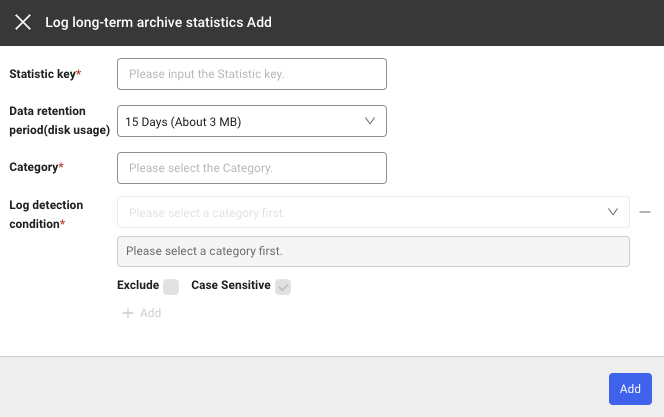 Log long-term archive statistics Add
Statistic key*
Please input the Statistic key.
Data retention
period(disk usage)
15 Days (About 3 MB)
Category*
Please select the Category.
Log detection
condition*
Please select a category first.
Please select a category first.
Exclude
Case Sensitive
Add
Add